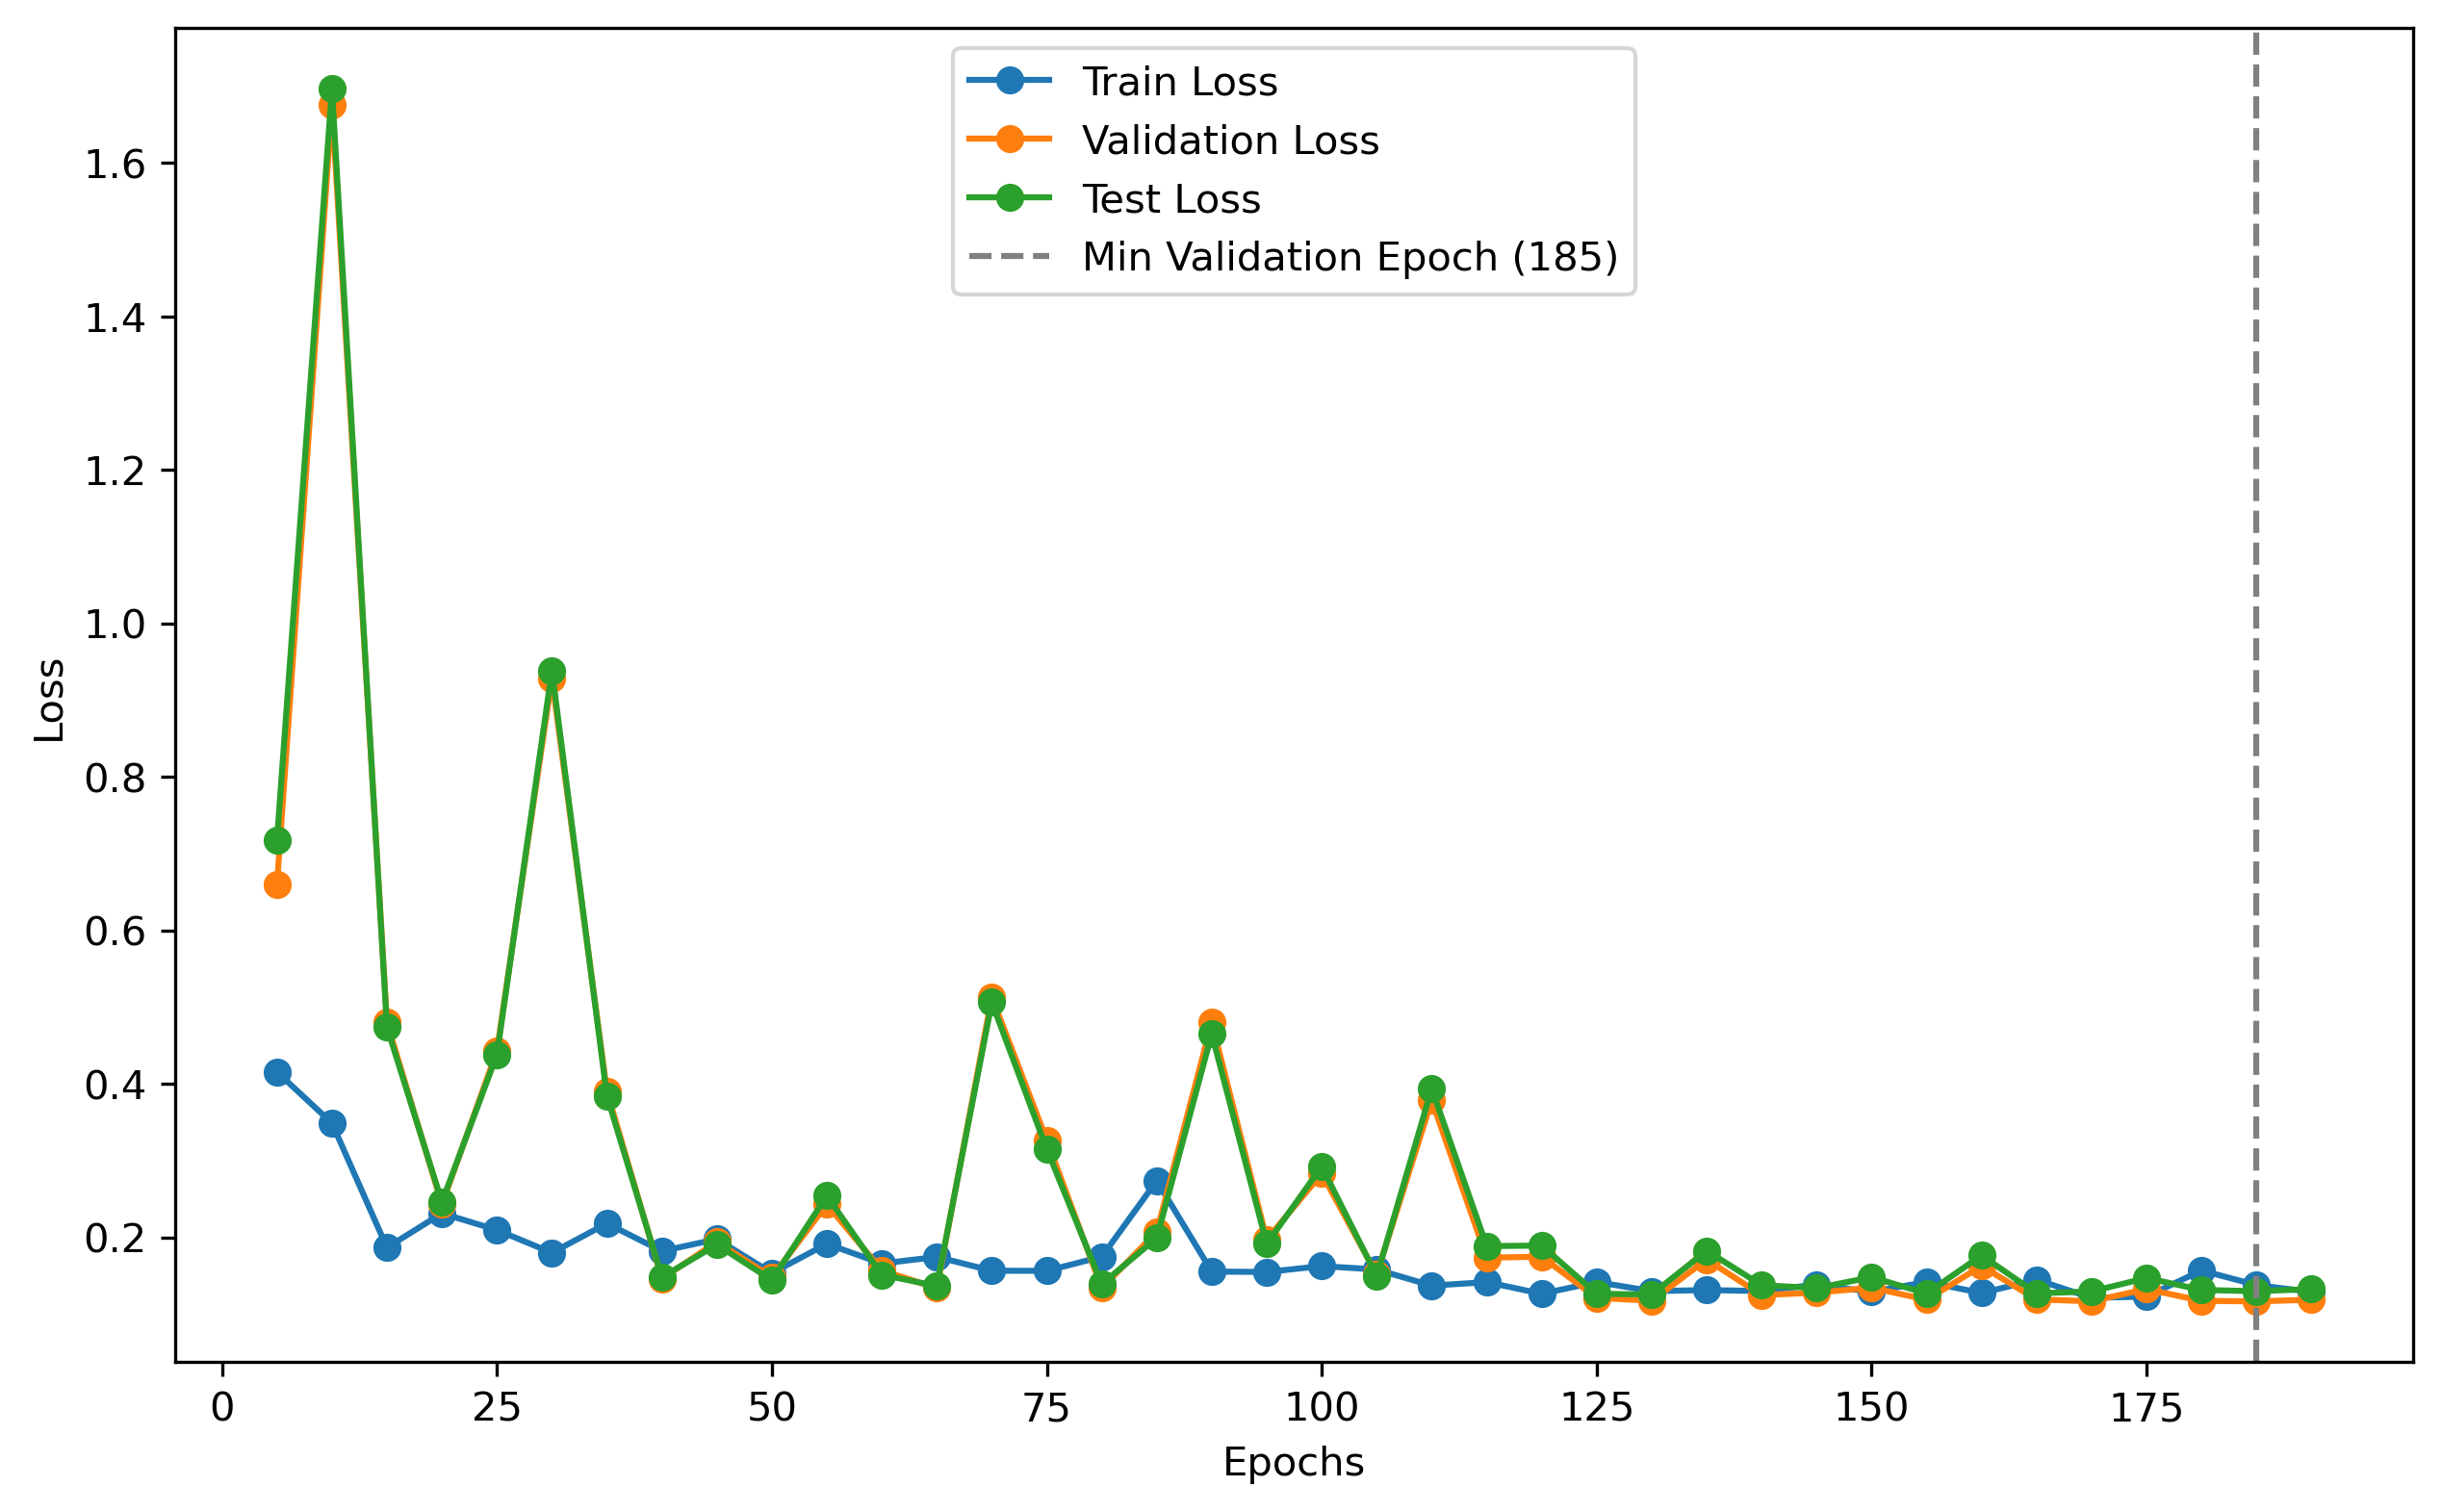 Train Loss
Validation Loss
Test Loss
Min Validation Epoch (185)
1.6
1.4
1.2
1.0
0.8
0.6
0.4
0.2
Loss
0 25 50 75 100 125 150 175
Epochs